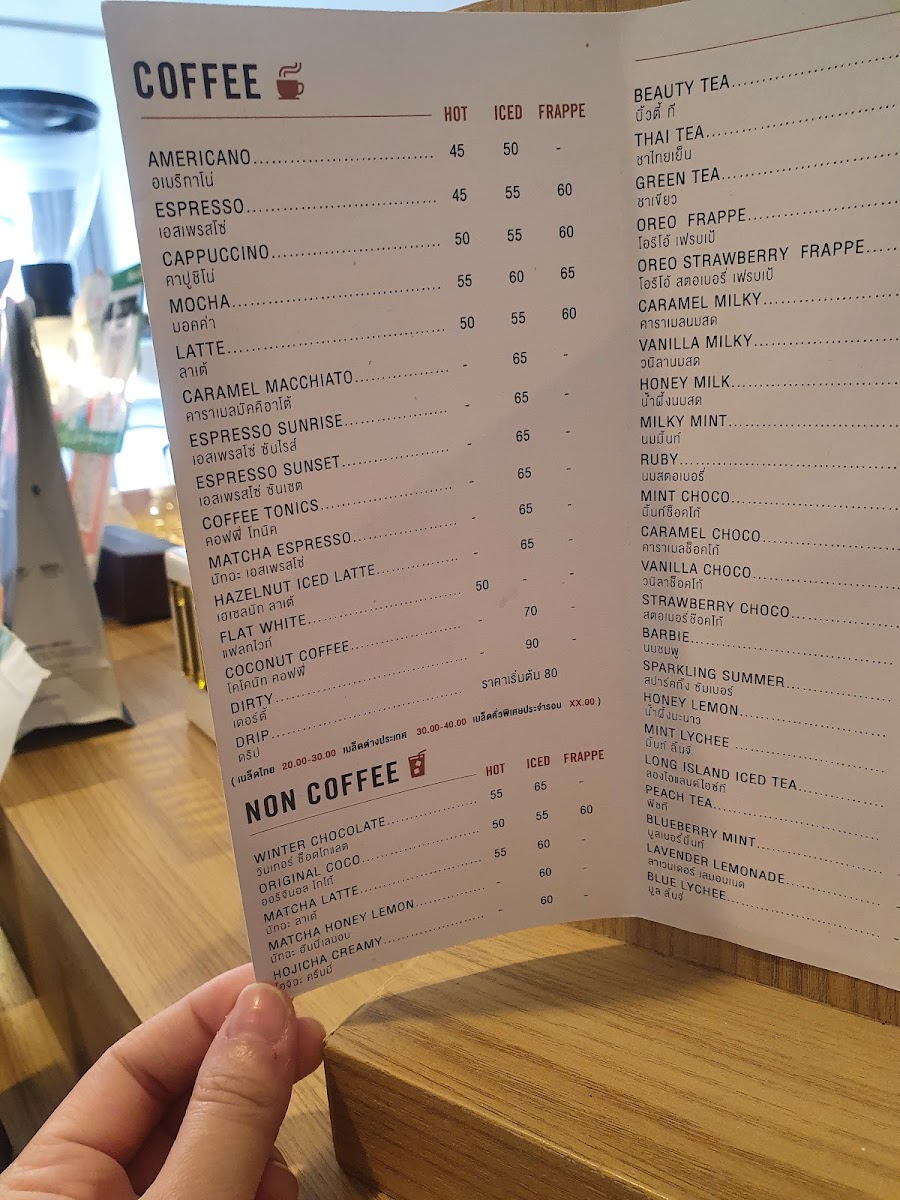 COFFEE
HOT ICED FRAPPE
AMERICANO 45 50 -
อเมริกาโน่
ESPRESSO 45 55 60
เอสเพรสโซ่
CAPPUCCINO 50 55 60
คาปูชิโน่
MOCHA 55 60 65
มอคค่า
LATTE 50 55 60
ลาเต้
CARAMEL MACCHIATO - 65 -
คาราเมลมัคคิอาโต้
ESPRESSO SUNRISE - 65 -
เอสเพรสโซ่ ซันไรส์
ESPRESSO SUNSET - 65 -
เอสเพรสโซ่ ซันเซต
COFFEE TONICS - 65 -
คอฟฟี่ โทนิค
MATCHA ESPRESSO - 65 -
มัทฉะ เอสเพรสโซ่
HAZELNUT ICED LATTE - 65 -
เฮเซลนัท ลาเต้
FLAT WHITE 50 - -
แฟลทไวท์
COCONUT COFFEE - 70 -
โคโคนัท คอฟฟี่
DIRTY - 90 -
เดอร์ตี้
DRIP ราคาเริ่มต้น 80
ดริป
( เมล็ดไทย 20.00-30.00 เมล็ดต่างประเทศ 30.00-40.00 เมล็ดคั่วพิเศษประจำรอบ XX.00 )
NON COFFEE
HOT ICED FRAPPE
WINTER CHOCOLATE 55 65 -
วินเทอร์ ช็อคโกแลต
ORIGINAL COCO 50 55 60
ออริจินอล โกโก้
MATCHA LATTE 55 60 -
มัทฉะ ลาเต้
MATCHA HONEY LEMON - 60 -
มัทฉะ ฮันนี่เลมอน
HOJICHA CREAMY - 60 -
โฮจิฉะ ครีมมี่
BEAUTY TEA
บิ้วตี้ ที
THAI TEA
ชาไทยเย็น
GREEN TEA
ชาเขียว
OREO FRAPPE
โอริโอ้ เฟรบเป้
OREO STRAWBERRY FRAPPE
โอริโอ้ สตอเบอรี่ เฟรบเป้
CARAMEL MILKY
คาราเมลนมสด
VANILLA MILKY
วนิลานมสด
HONEY MILK
น้ำผึ้งนมสด
MILKY MINT
นมมิ้นท์
RUBY
นมสตอเบอรี่
MINT CHOCO
มิ้นท์ช็อคโก้
CARAMEL CHOCO
คาราเมลช็อคโก้
VANILLA CHOCO
วนิลาช็อคโก้
STRAWBERRY CHOCO
สตอเบอรี่ช็อคโก้
BARBIE
นมชมพู
SPARKLING SUMMER
สปาร์คกิ้ง ซัมเมอร์
HONEY LEMON
น้ำผึ้งมะนาว
MINT LYCHEE
มิ้นท์ ลิ้นจี่
LONG ISLAND ICED TEA
ลองไอแลนด์ไอซ์ที
PEACH TEA
พีชที
BLUEBERRY MINT
บูลเบอรี่มิ้นท์
LAVENDER LEMONADE
ลาเวนเดอร์ เลมอนเนด
BLUE LYCHEE
บูล ลิ้นจี่